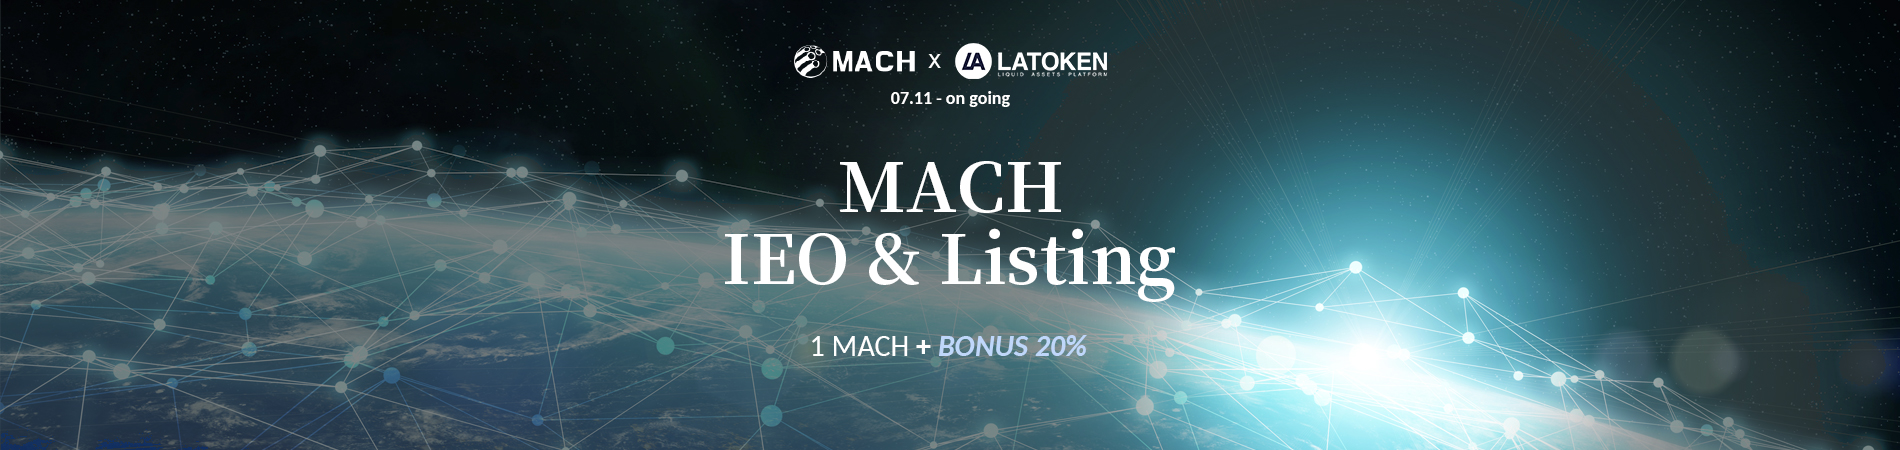 MACH X LATOKEN
LIQUID ASSETS PLATFORM
07.11 - on going
MACH
IEO & Listing
1 MACH + BONUS 20%